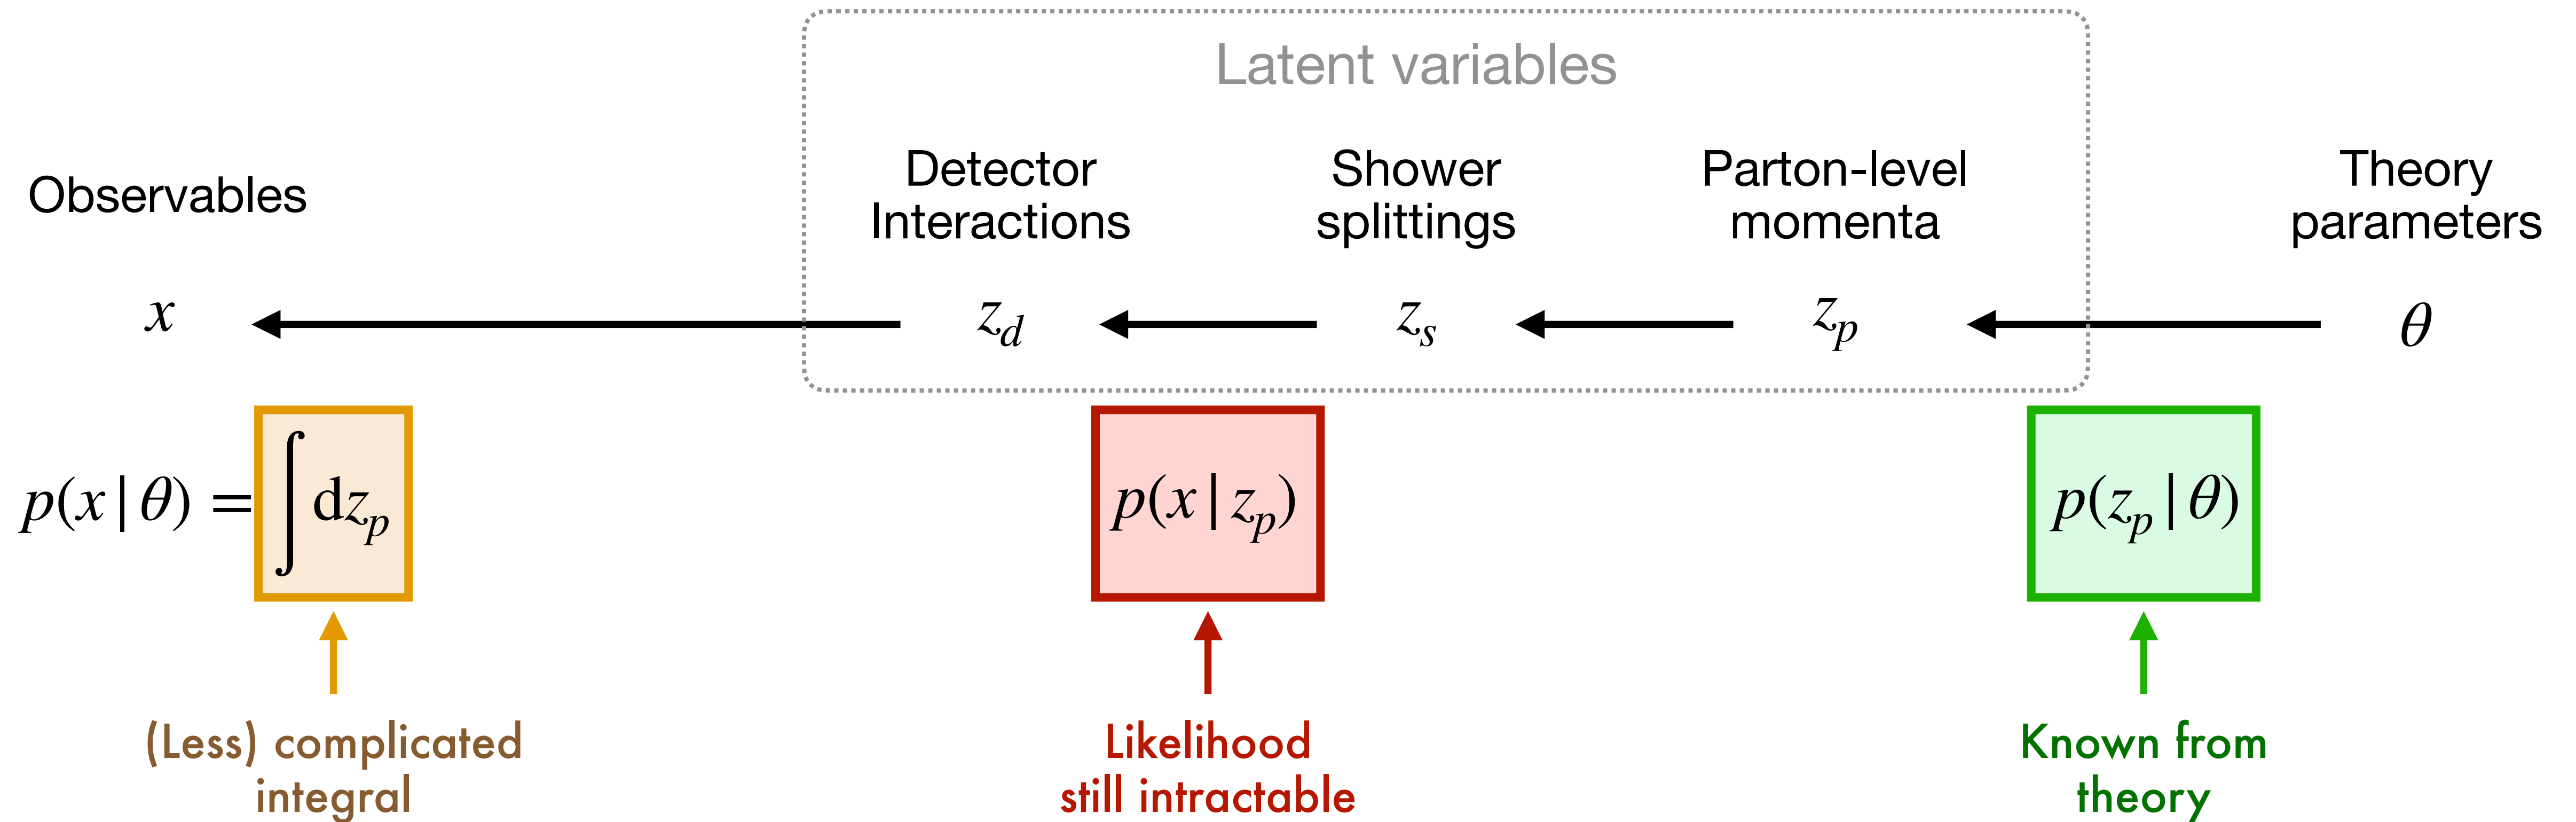 Latent variables
Observables
Detector
Interactions
Shower
splittings
Parton-level
momenta
Theory
parameters
x
z_d
z_s
z_p
θ
p(x|θ) = ∫ dz_p p(x|z_p) p(z_p|θ)
(Less) complicated
integral
Likelihood
still intractable
Known from
theory